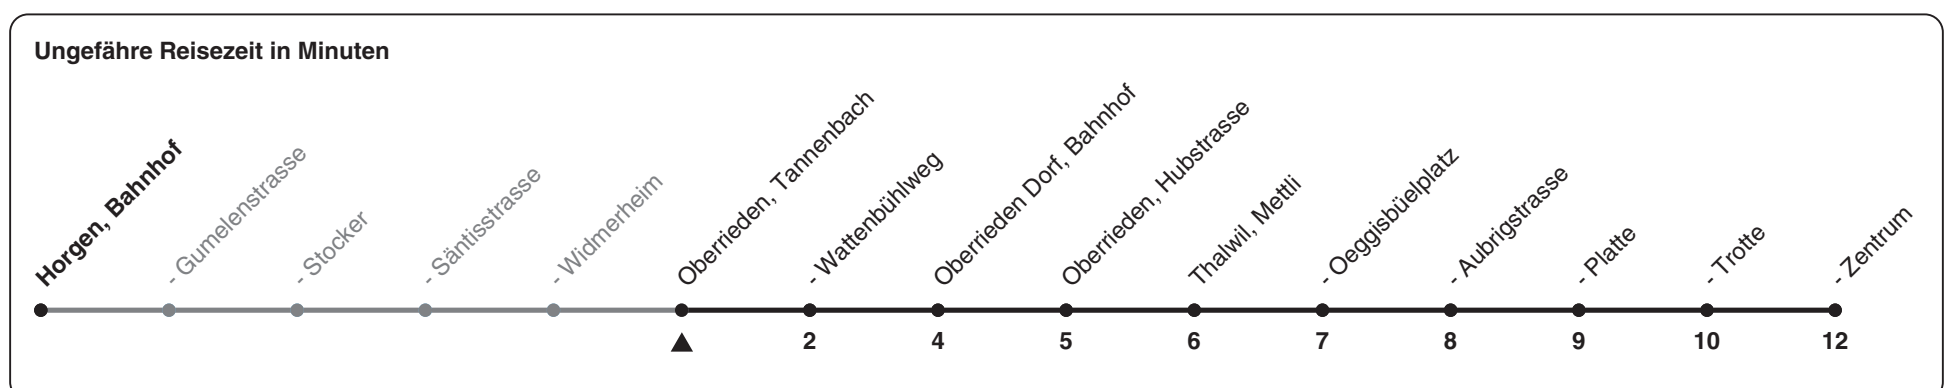 Ungefähre Reisezeit in Minuten
Horgen, Bahnhof
- Gumelenstrasse
- Stocker
- Säntisstrasse
- Widmerheim
Oberrieden, Tannenbach
- Wattenbühlweg
Oberrieden Dorf, Bahnhof
Oberrieden, Hubstrasse
Thalwil, Mettli
- Oeggisbüelplatz
- Aubrigstrasse
- Platte
- Trotte
- Zentrum
2 4 5 6 7 8 9 10 12